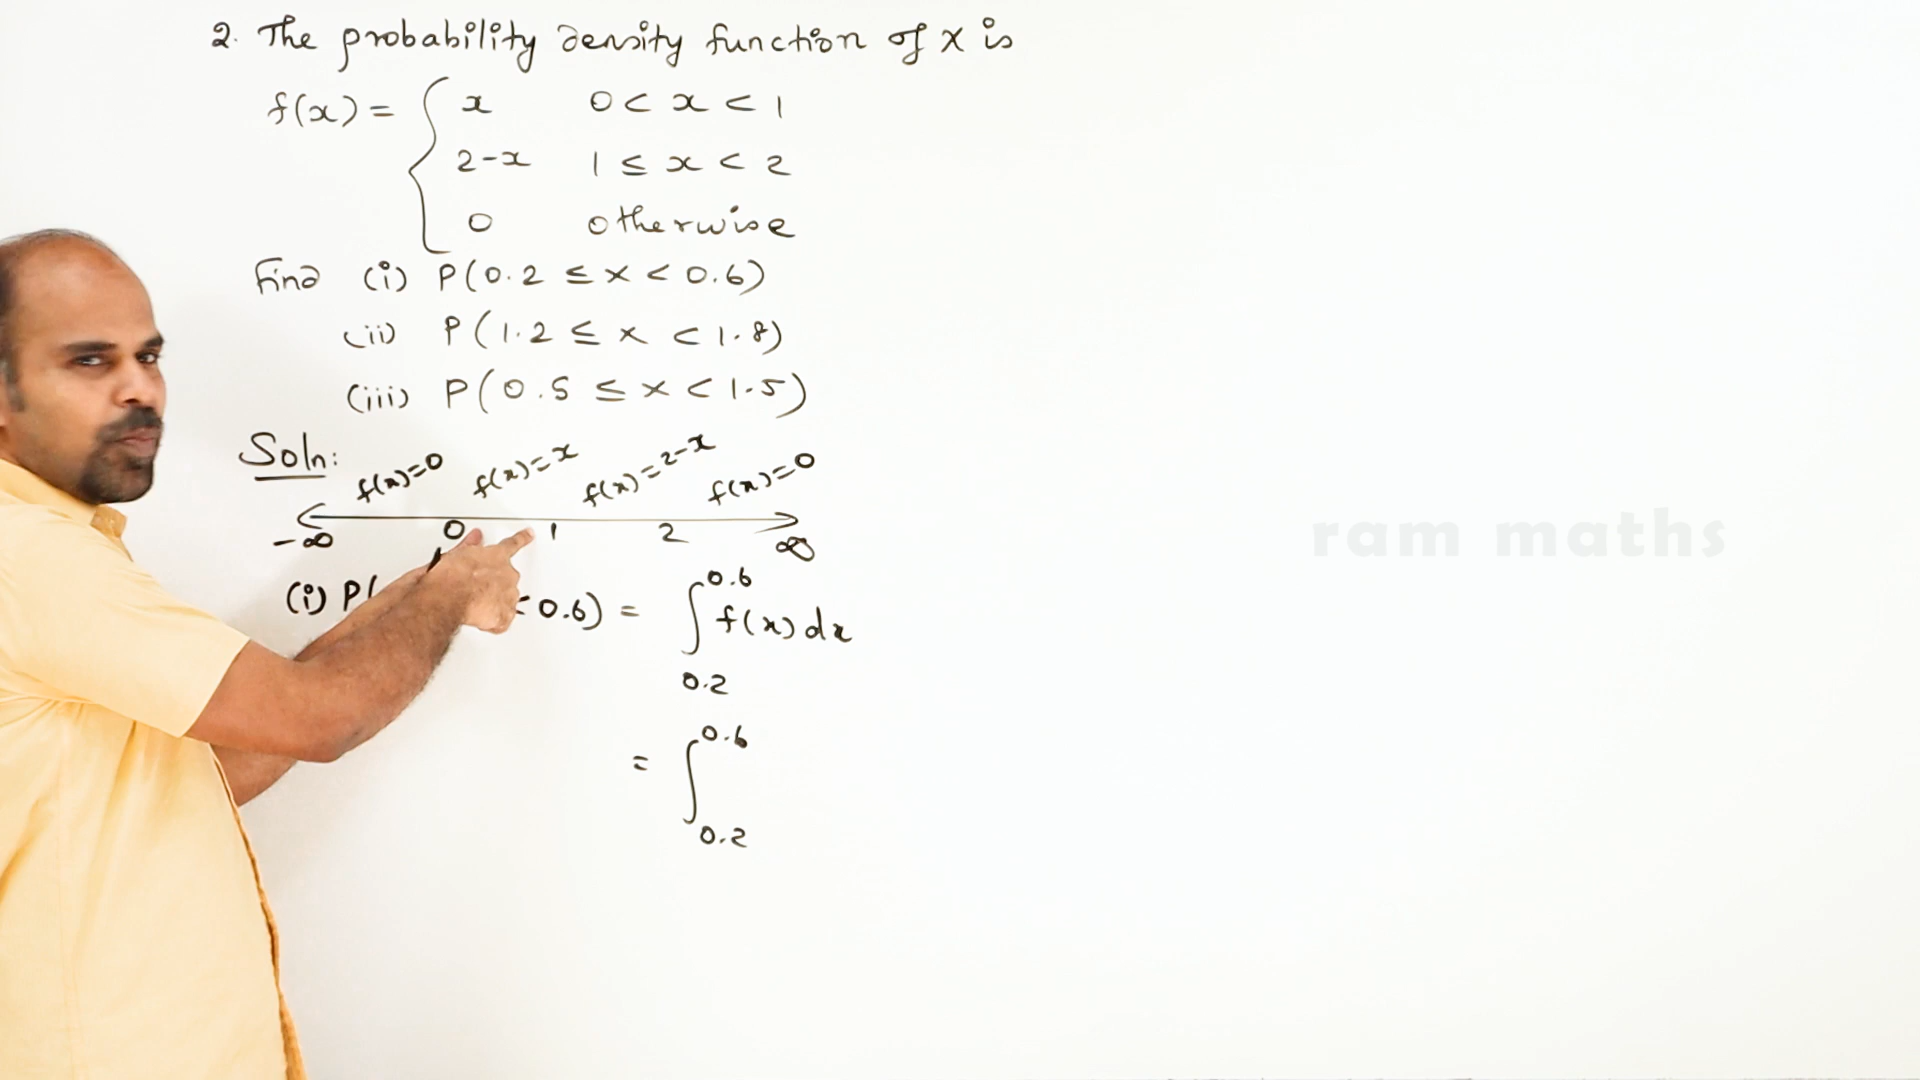 2. The probability density function of X is
f(x) = { x 0 < x < 1
2-x 1 ≤ x < 2
0 otherwise
Find (i) P(0.2 ≤ x < 0.6)
(ii) P(1.2 ≤ x < 1.8)
(iii) P(0.5 ≤ x < 1.5)
Soln:
f(x)=0 f(x)=x f(x)=2-x f(x)=0
-∞ 0 1 2 ∞
(i) P( < 0.6) = ∫_{0.2}^{0.6} f(x) dx
= ∫_{0.2}^{0.6}
ram maths